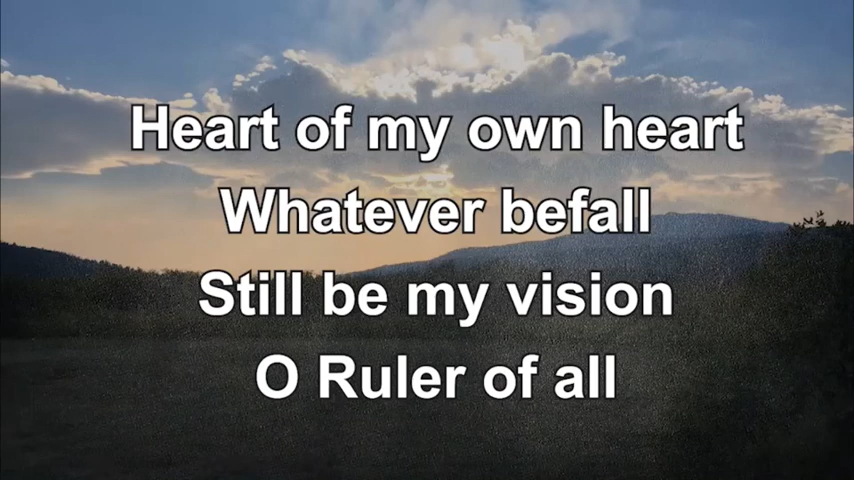 Heart of my own heart
Whatever befall
Still be my vision
O Ruler of all